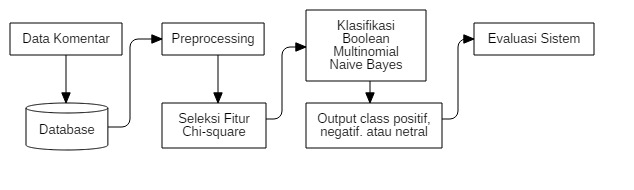 Data Komentar
Database
Preprocessing
Seleksi Fitur
Chi-square
Klasifikasi
Boolean
Multinomial
Naive Bayes
Output class positif,
negatif. atau netral
Evaluasi Sistem